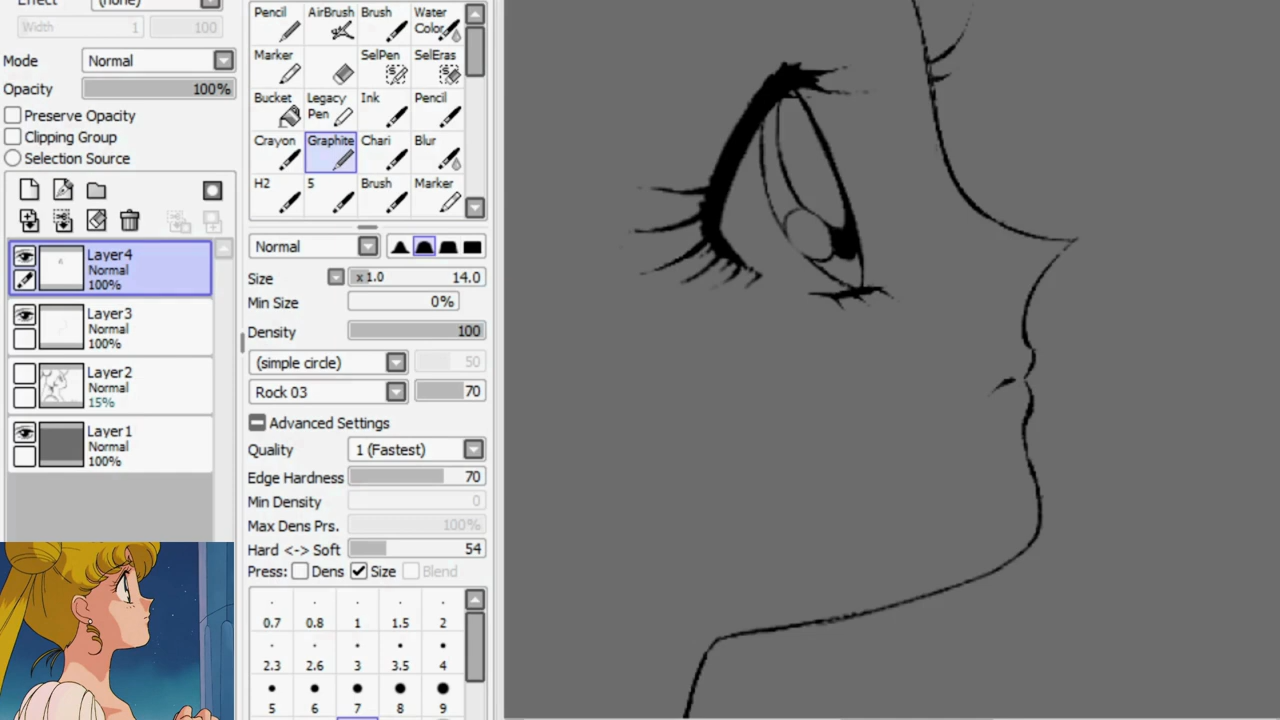 Effect (none)
Width 1 100
Mode Normal
Opacity 100%
Preserve Opacity
Clipping Group
Selection Source
Layer4
Normal
100%
Layer3
Normal
100%
Layer2
Normal
15%
Layer1
Normal
100%
Pencil AirBrush Brush Water Color
Marker SelPen SelEras
S S
Bucket Legacy Pen Ink Pencil
Crayon Graphite Chari Blur
H2 5 Brush Marker
Normal
Size x1.0 14.0
Min Size 0%
Density 100
(simple circle) 50
Rock 03 70
Advanced Settings
Quality 1 (Fastest)
Edge Hardness 70
Min Density 0
Max Dens Prs. 100%
Hard <-> Soft 54
Press: Dens Size Blend
0.7 0.8 1 1.5 2
2.3 2.6 3 3.5 4
5 6 7 8 9